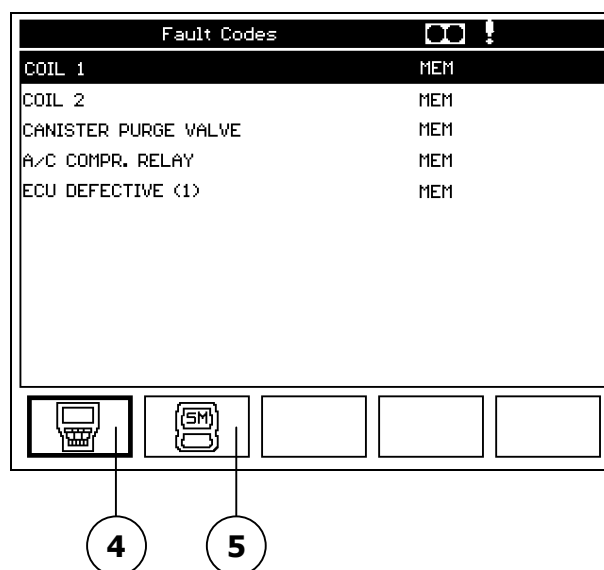 Fault Codes
COIL 1 MEM
COIL 2 MEM
CANISTER PURGE VALVE MEM
A/C COMPR. RELAY MEM
ECU DEFECTIVE (1) MEM
SM
4 5